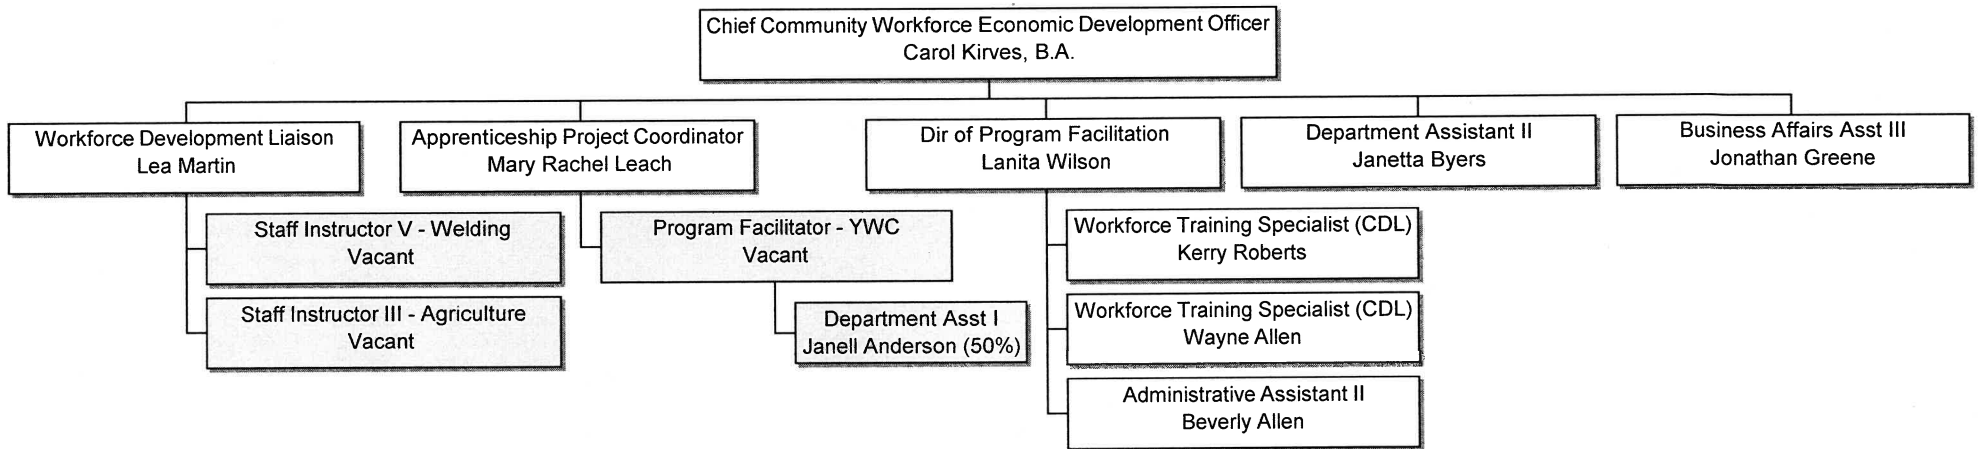 Chief Community Workforce Economic Development Officer
Carol Kirves, B.A.
Workforce Development Liaison
Lea Martin
Apprenticeship Project Coordinator
Mary Rachel Leach
Dir of Program Facilitation
Lanita Wilson
Department Assistant II
Janetta Byers
Business Affairs Asst III
Jonathan Greene
Staff Instructor V - Welding
Vacant
Staff Instructor III - Agriculture
Vacant
Program Facilitator - YWC
Vacant
Department Asst I
Janell Anderson (50%)
Workforce Training Specialist (CDL)
Kerry Roberts
Workforce Training Specialist (CDL)
Wayne Allen
Administrative Assistant II
Beverly Allen